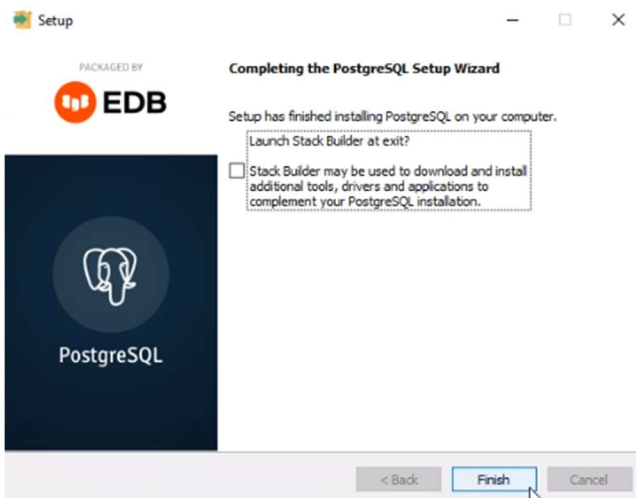 Setup
PACKAGED BY
EDB
Completing the PostgreSQL Setup Wizard
Setup has finished installing PostgreSQL on your computer.
Launch Stack Builder at exit?
Stack Builder may be used to download and install
additional tools, drivers and applications to
complement your PostgreSQL installation.
PostgreSQL
< Back
Finish
Cancel